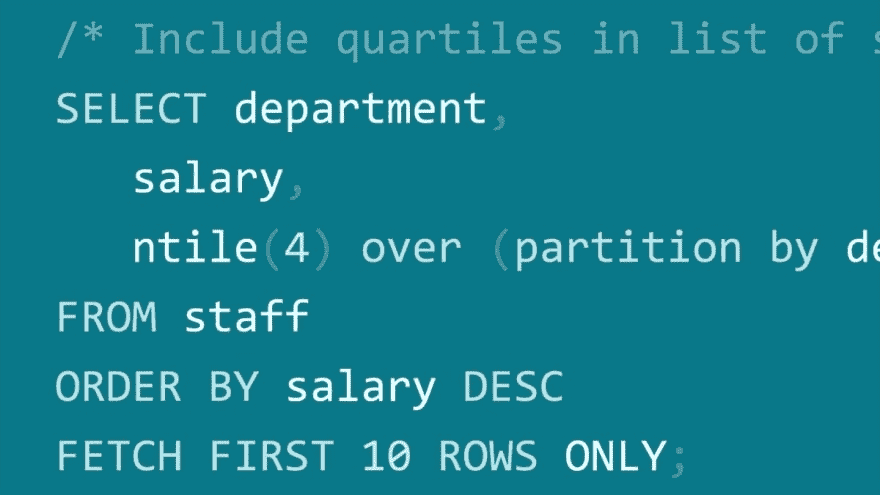 /* Include quartiles in list of
SELECT department,
salary,
ntile(4) over (partition by
FROM staff
ORDER BY salary DESC
FETCH FIRST 10 ROWS ONLY;